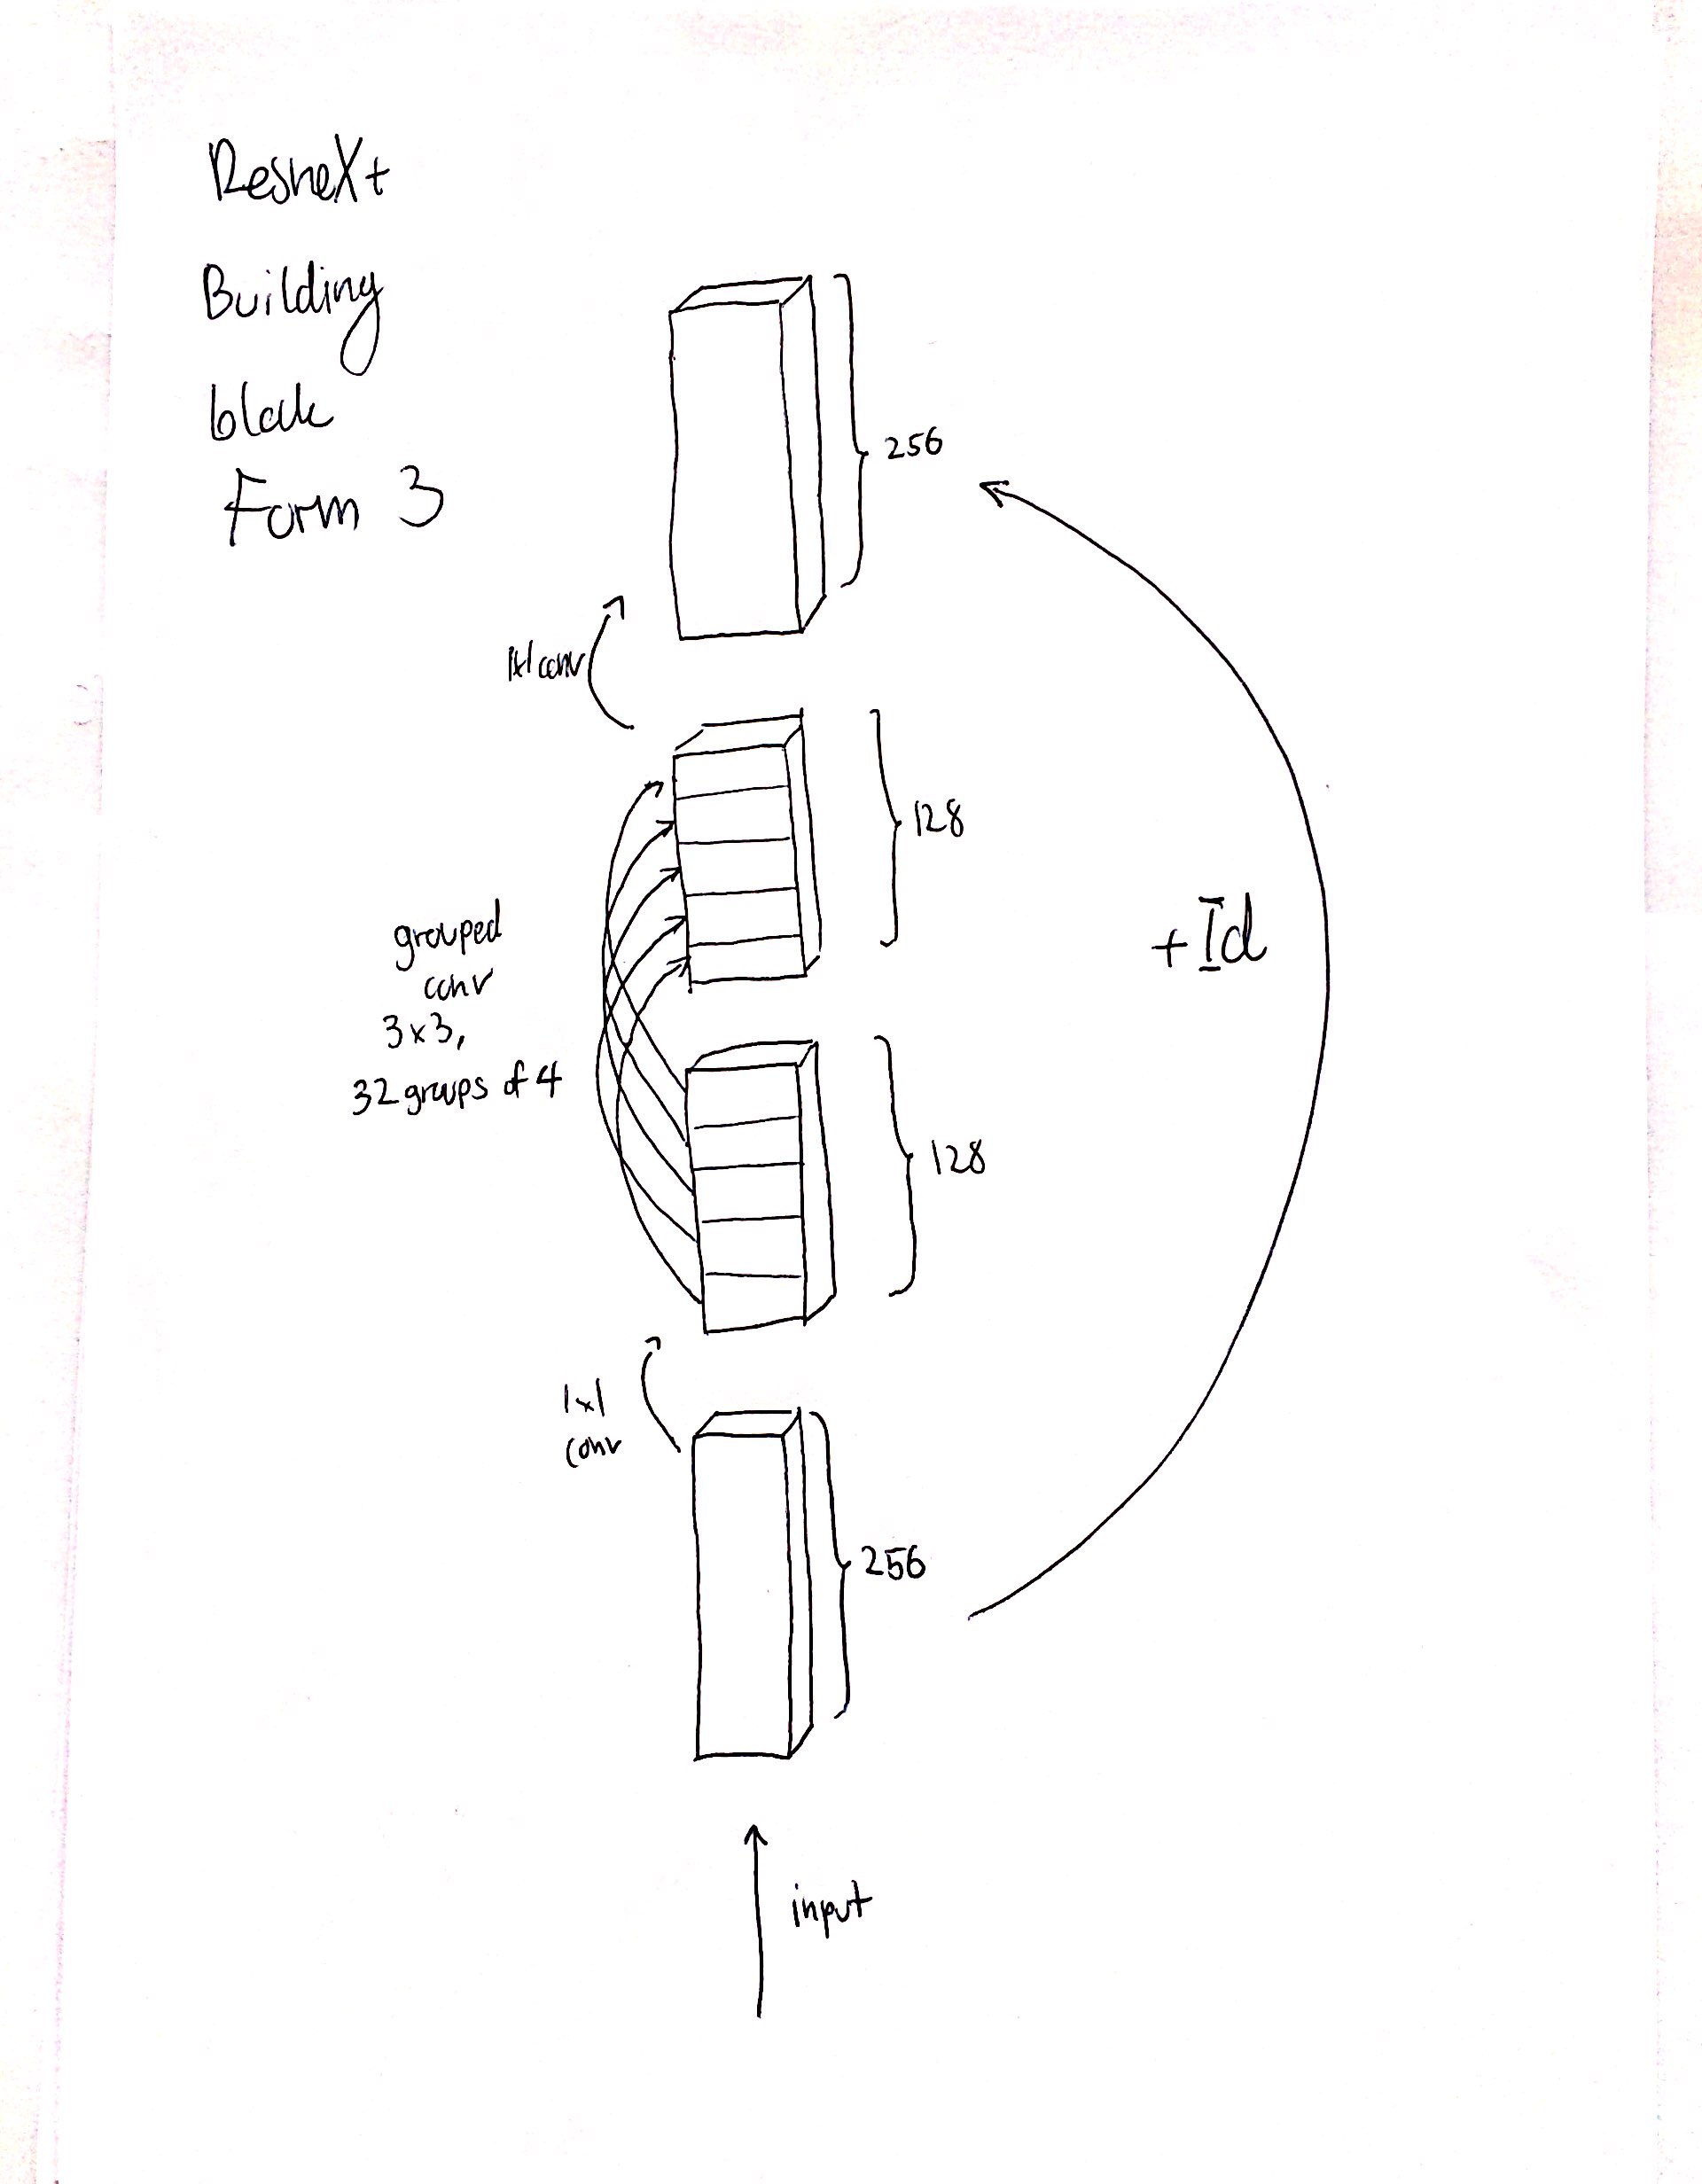 ResneXt
Building
block
Form 3
256
1x1 conv
128
grouped
conv
3x3,
32 groups of 4
+Id
128
1x1
conv
256
input